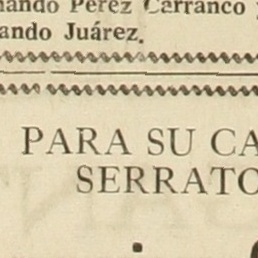 nando Pérez Carranco y
ando Juárez.
PARA SU CA
SERRATO